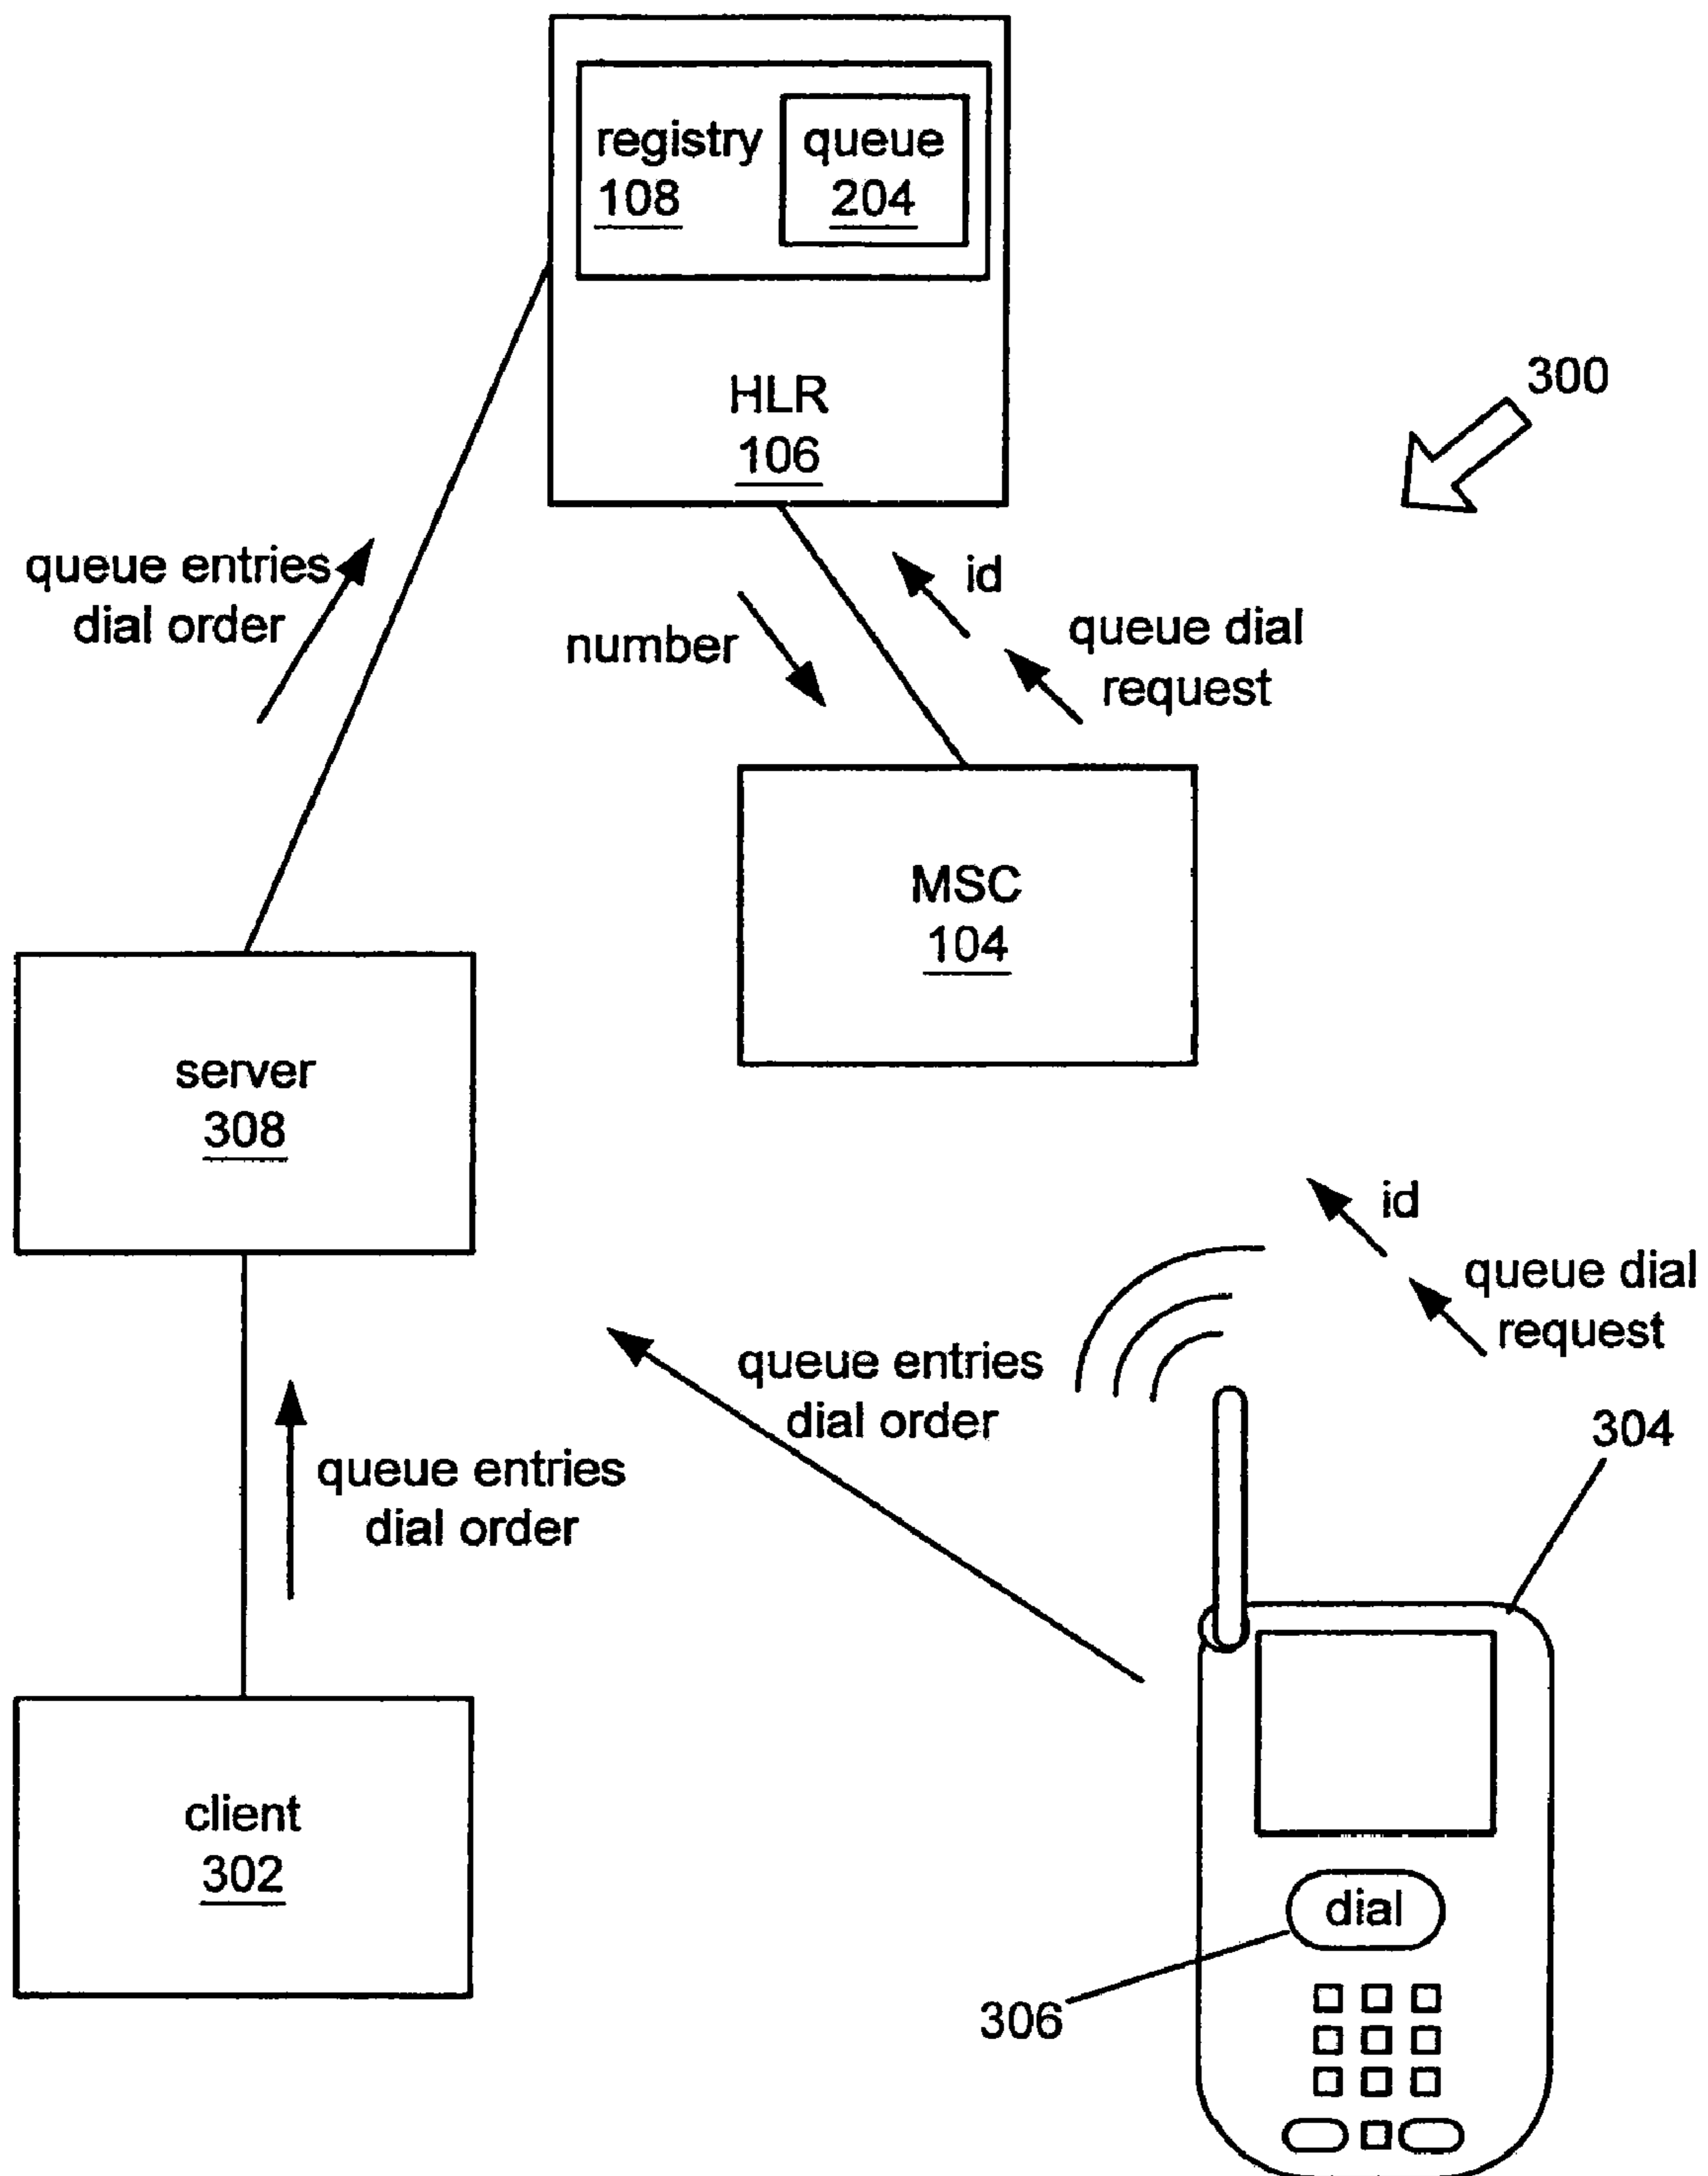 registry
108
queue
204
HLR
106
300
queue entries
dial order
number
id
queue dial
request
MSC
104
server
308
id
queue dial
request
queue entries
dial order
304
queue entries
dial order
client
302
dial
306